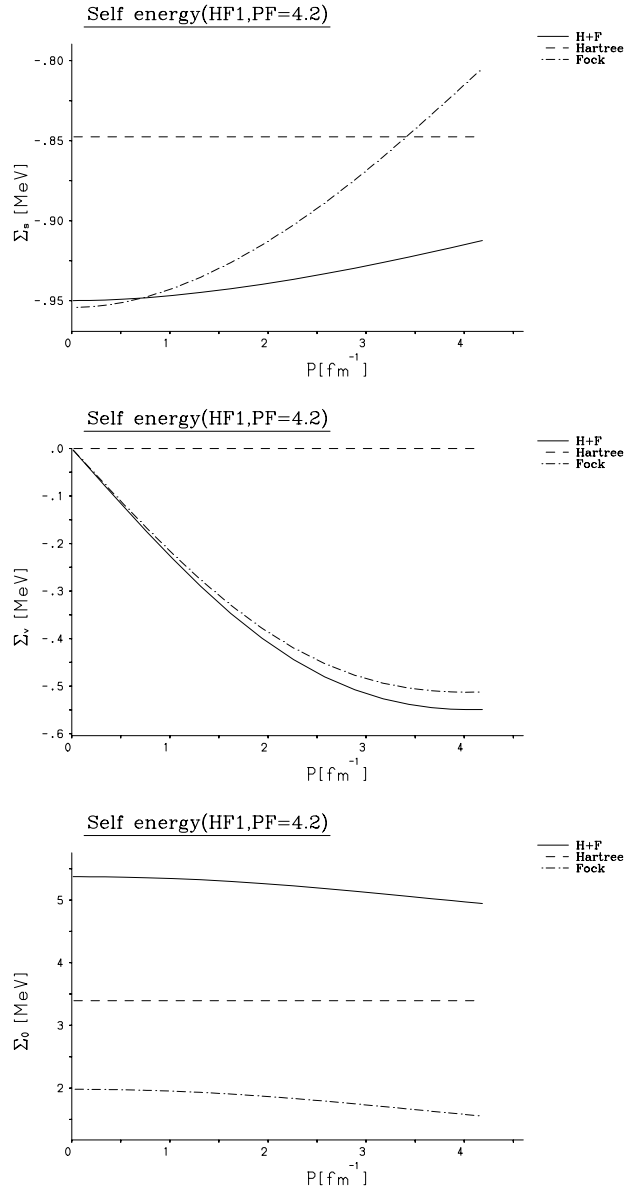 Self energy(HF1,PF=4.2)
H+F
Hartree
Fock
-.80
-.85
-.90
-.95
Σs [MeV]
0 1 2 3 4
P[fm⁻¹]
Self energy(HF1,PF=4.2)
H+F
Hartree
Fock
.0
-.1
-.2
-.3
-.4
-.5
-.6
Σv [MeV]
0 1 2 3 4
P[fm⁻¹]
Self energy(HF1,PF=4.2)
H+F
Hartree
Fock
5
4
3
2
Σ0 [MeV]
0 1 2 3 4
P[fm⁻¹]